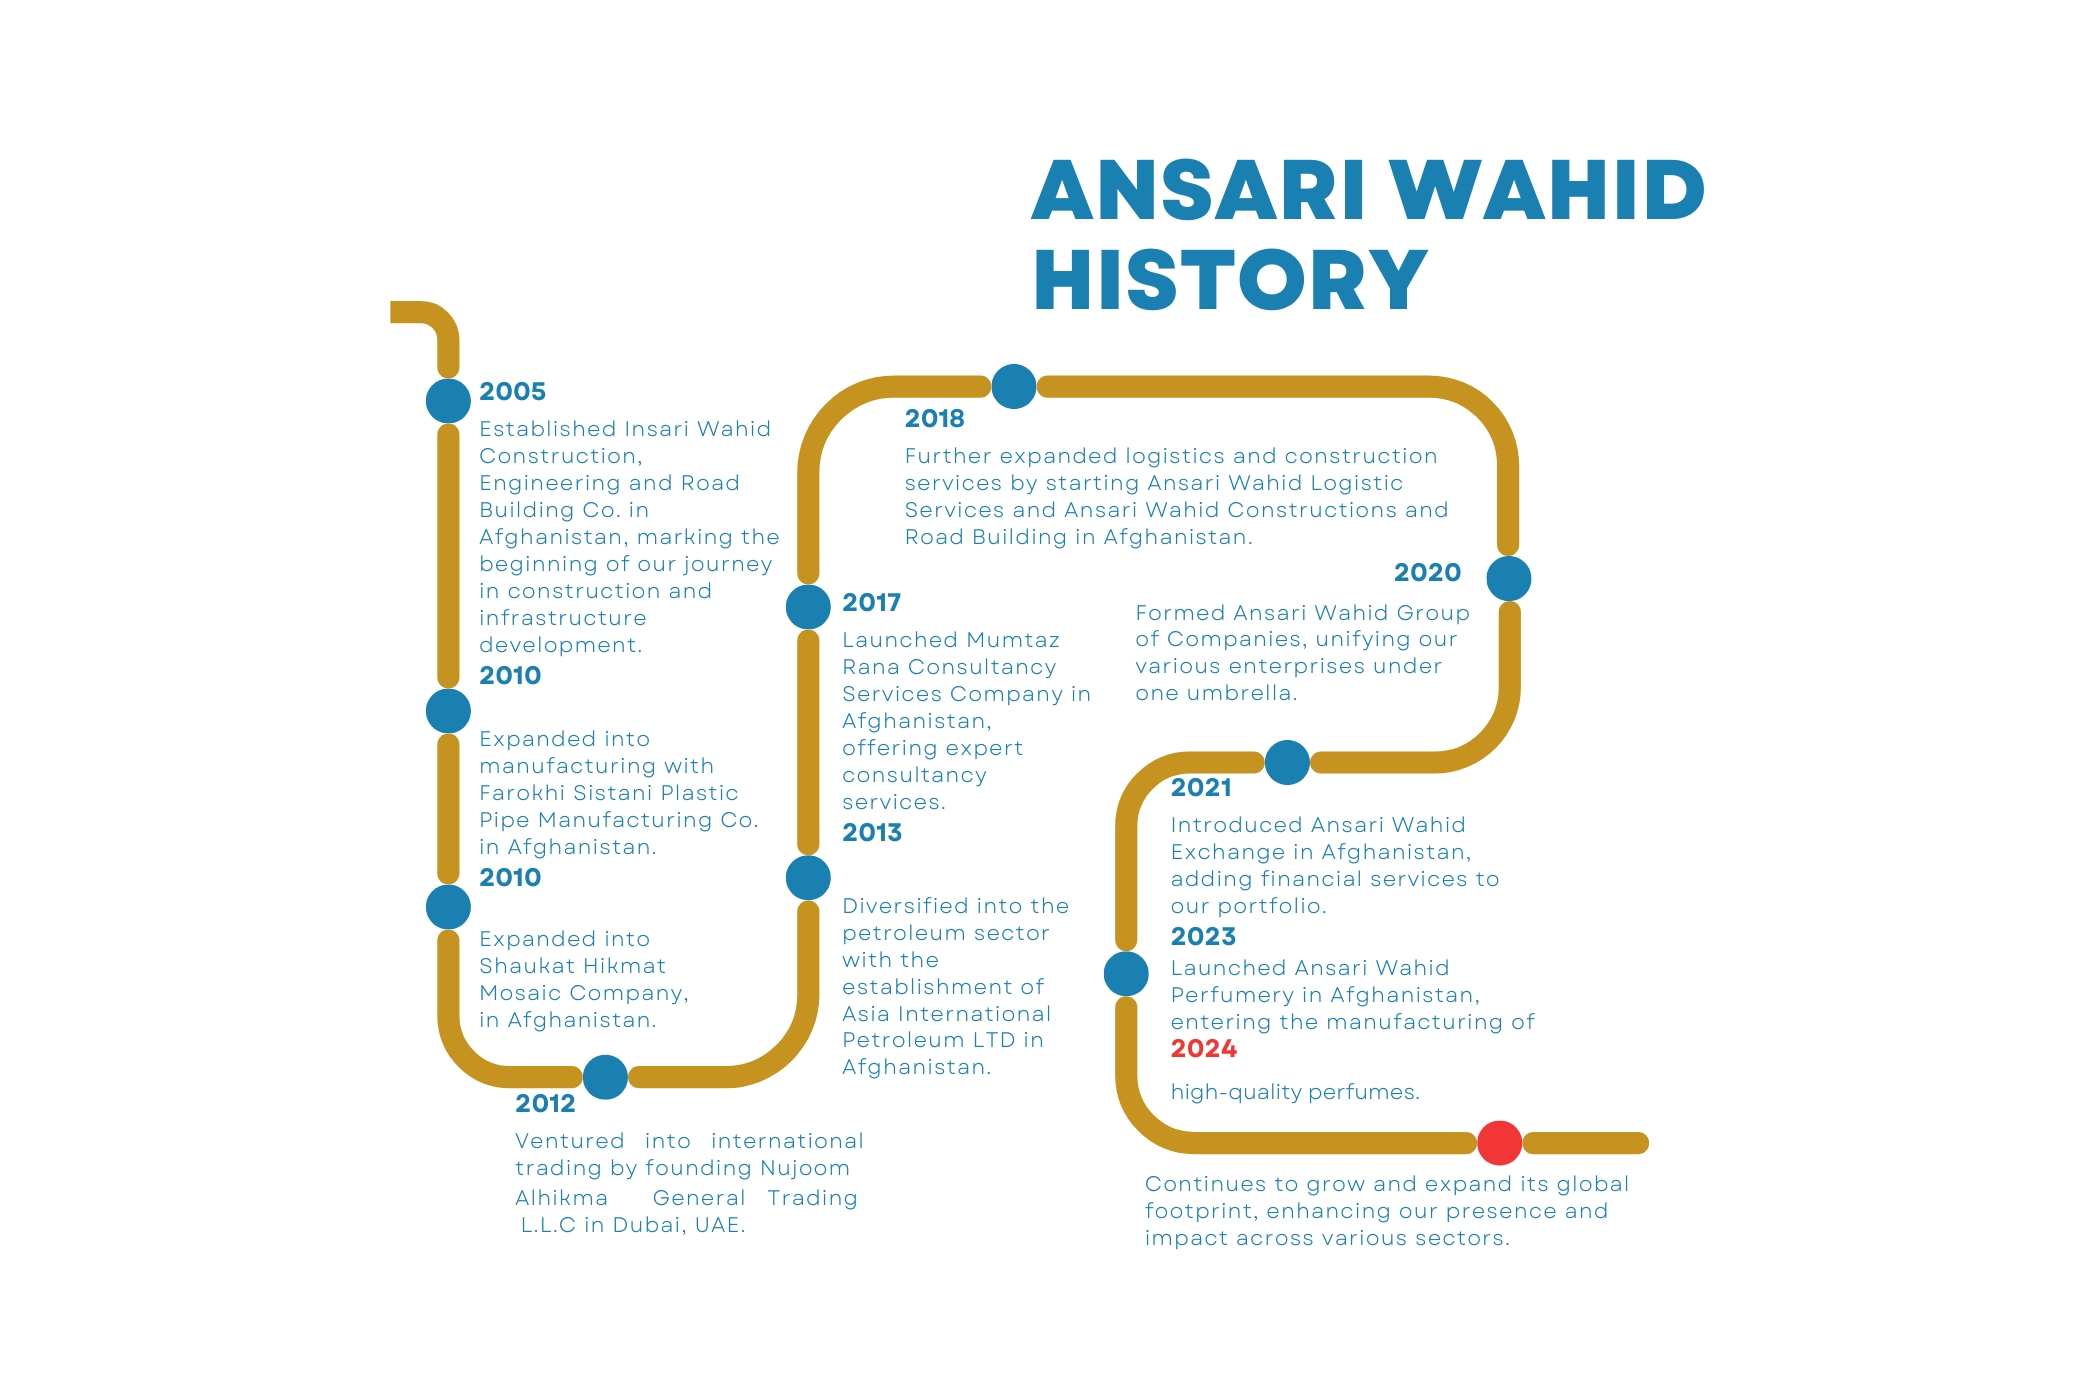 ANSARI WAHID
HISTORY
2005
Established Insari Wahid
Construction,
Engineering and Road
Building Co. in
Afghanistan, marking the
beginning of our journey
in construction and
infrastructure
development.
2010
Expanded into
manufacturing with
Farokhi Sistani Plastic
Pipe Manufacturing Co.
in Afghanistan.
2010
Expanded into
Shaukat Hikmat
Mosaic Company,
in Afghanistan.
2012
Ventured into international
trading by founding Nujoom
Alhikma General Trading
L.L.C in Dubai, UAE.
2017
Launched Mumtaz
Rana Consultancy
Services Company in
Afghanistan,
offering expert
consultancy
services.
2013
Diversified into the
petroleum sector
with the
establishment of
Asia International
Petroleum LTD in
Afghanistan.
2018
Further expanded logistics and construction
services by starting Ansari Wahid Logistic
Services and Ansari Wahid Constructions and
Road Building in Afghanistan.
2020
Formed Ansari Wahid Group
of Companies, unifying our
various enterprises under
one umbrella.
2021
Introduced Ansari Wahid
Exchange in Afghanistan,
adding financial services to
our portfolio.
2023
Launched Ansari Wahid
Perfumery in Afghanistan,
entering the manufacturing of
2024
high-quality perfumes.
Continues to grow and expand its global
footprint, enhancing our presence and
impact across various sectors.